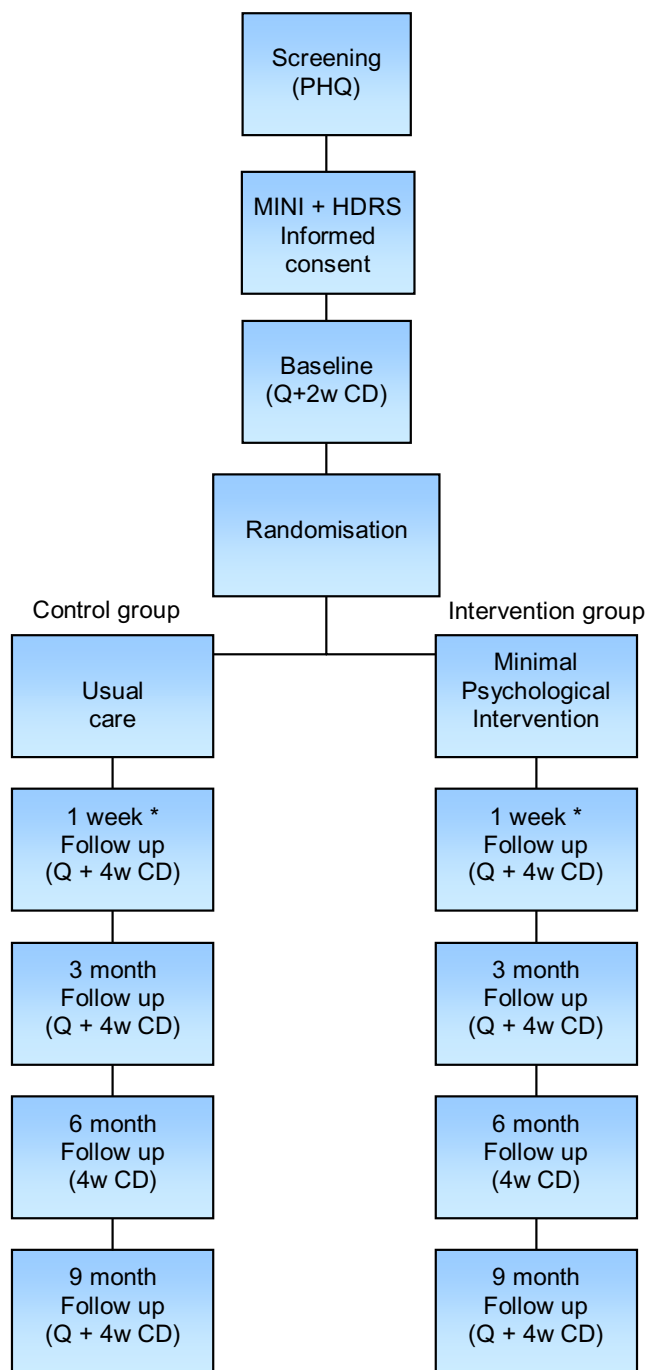 Screening
(PHQ)
MINI + HDRS
Informed
consent
Baseline
(Q+2w CD)
Randomisation
Control group
Usual
care
1 week *
Follow up
(Q + 4w CD)
3 month
Follow up
(Q + 4w CD)
6 month
Follow up
(4w CD)
9 month
Follow up
(Q + 4w CD)
Intervention group
Minimal
Psychological
Intervention
1 week *
Follow up
(Q + 4w CD)
3 month
Follow up
(Q + 4w CD)
6 month
Follow up
(4w CD)
9 month
Follow up
(Q + 4w CD)